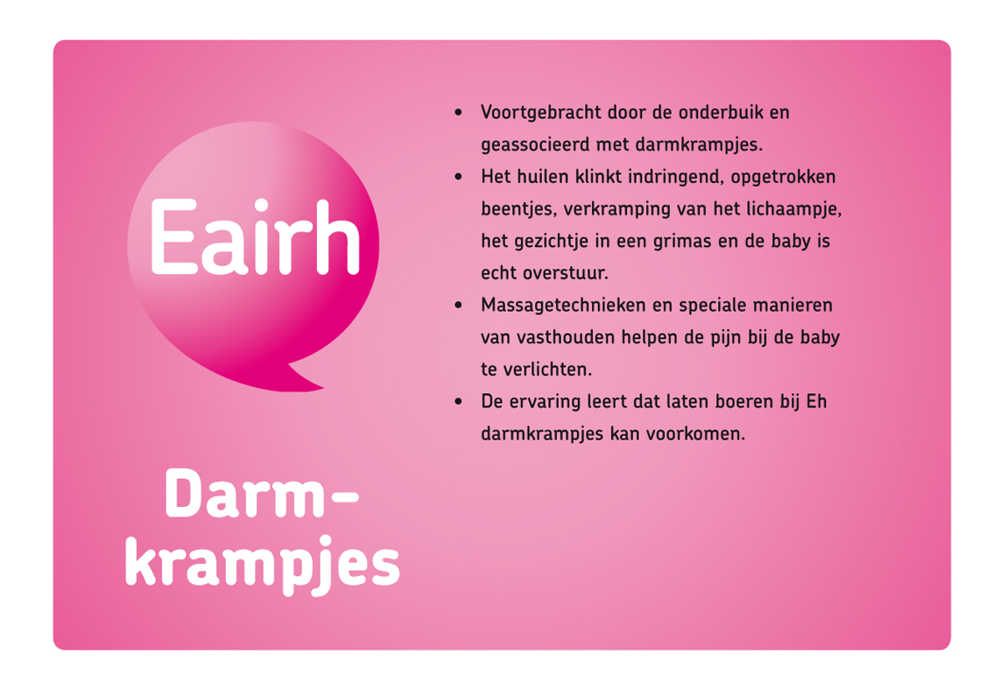 Eairh
Darm-
krampjes
• Voortgebracht door de onderbuik en
geassocieerd met darmkrampjes.
• Het huilen klinkt indringend, opgetrokken
beentjes, verkramping van het lichaampje,
het gezichtje in een grimas en de baby is
echt overstuur.
• Massagetechnieken en speciale manieren
van vasthouden helpen de pijn bij de baby
te verlichten.
• De ervaring leert dat laten boeren bij Eh
darmkrampjes kan voorkomen.